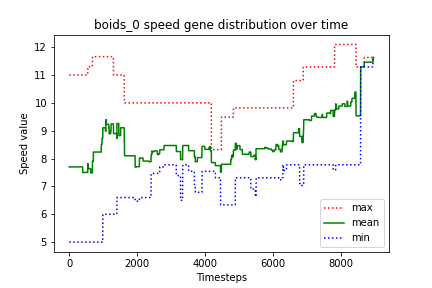 boids_0 speed gene distribution over time
Speed value
12
11
10
9
8
7
6
5
max
mean
min
0
2000
4000
6000
8000
Timesteps